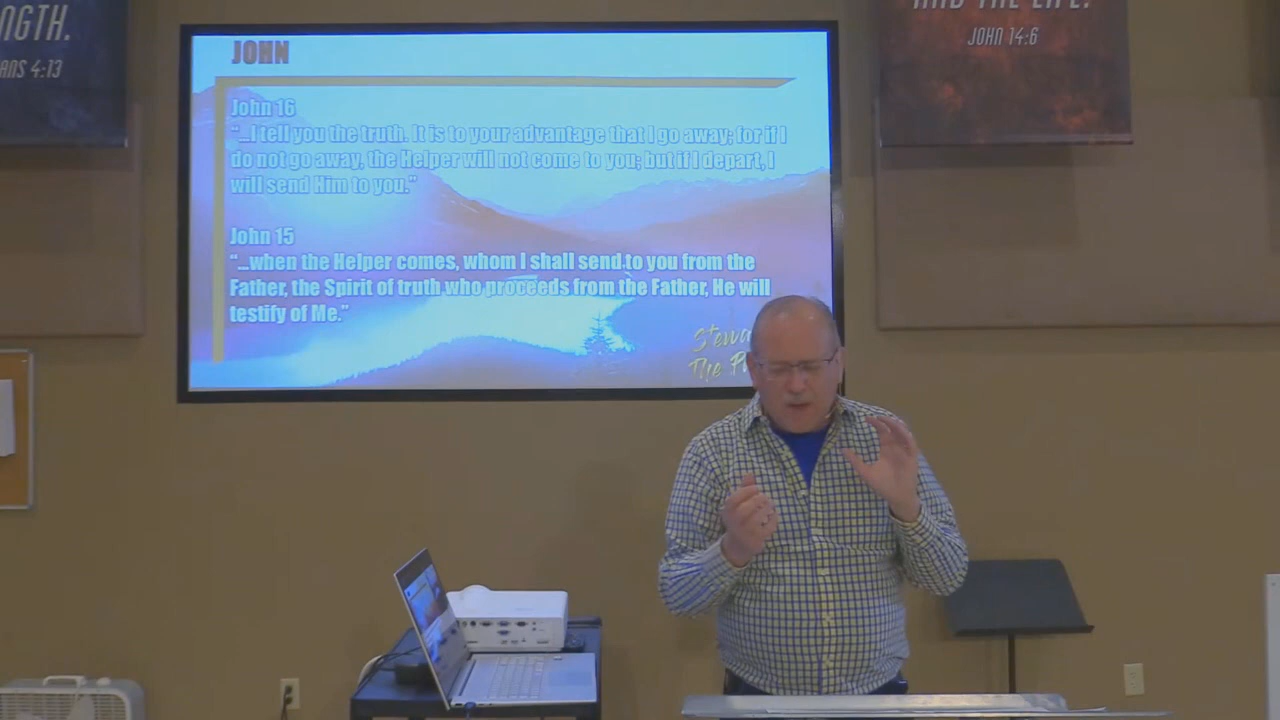 NGTH.
ANS 4:13
AND THE LIFE.
JOHN 14:6
JOHN
John 16
"...I tell you the truth. It is to your advantage that I go away; for if I
do not go away, the Helper will not come to you; but if I depart, I
will send Him to you."
John 15
"...when the Helper comes, whom I shall send to you from the
Father, the Spirit of truth who proceeds from the Father, He will
testify of Me."
Stewa
The P